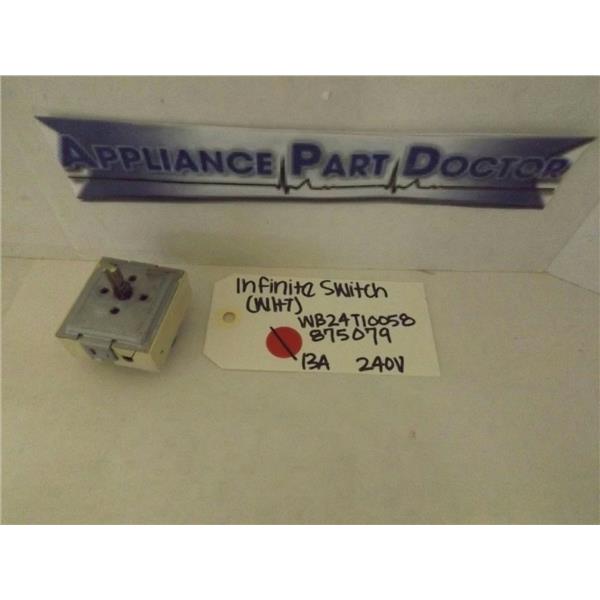 APPLIANCE PART DOCTOR
Infinite Switch
(WHT)
WB24T10058
875079
13A 240V